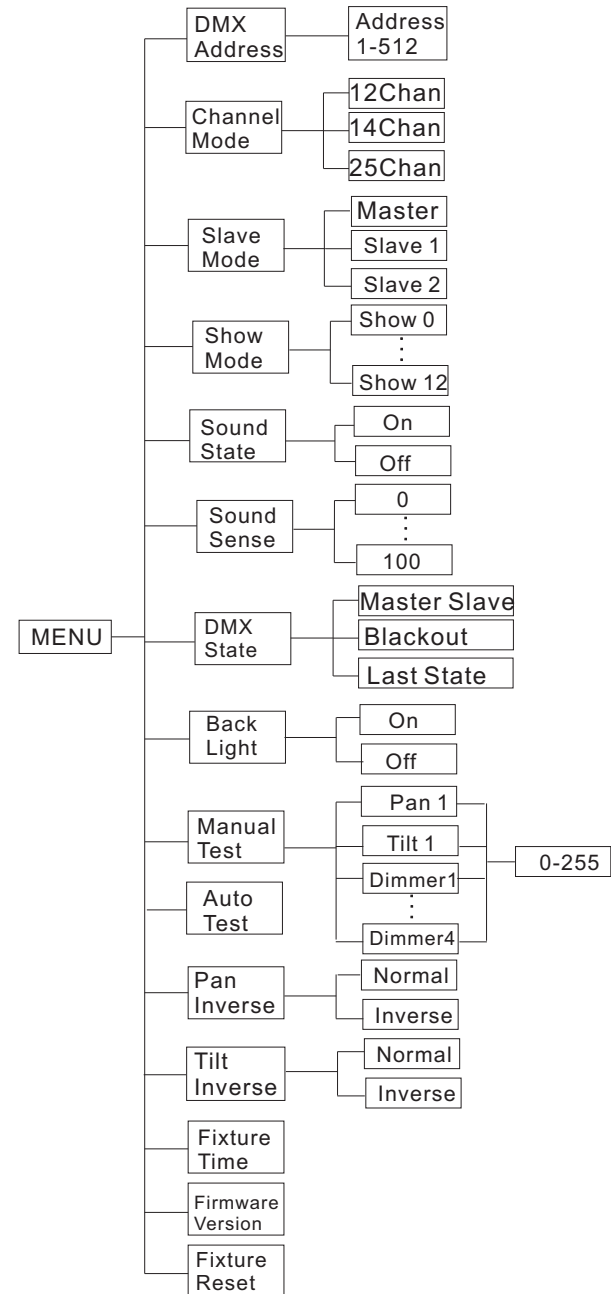 DMX
Address
Address
1-512
Channel
Mode
12Chan
14Chan
25Chan
Slave
Mode
Master
Slave 1
Slave 2
Show
Mode
Show 0
Show 12
Sound
State
On
Off
Sound
Sense
0
100
MENU
DMX
State
Master Slave
Blackout
Last State
Back
Light
On
Off
Manual
Test
Pan 1
Tilt 1
Dimmer1
Dimmer4
0-255
Auto
Test
Pan
Inverse
Normal
Inverse
Tilt
Inverse
Normal
Inverse
Fixture
Time
Firmware
Version
Fixture
Reset